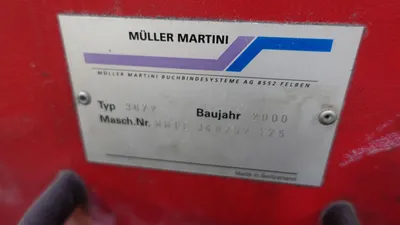 MÜLLER MARTINI
MÜLLER MARTINI BUCHBINDESYSTEME AG 8552 FELBEN
Typ Baujahr 2000
Masch.Nr.
Made in Switzerland